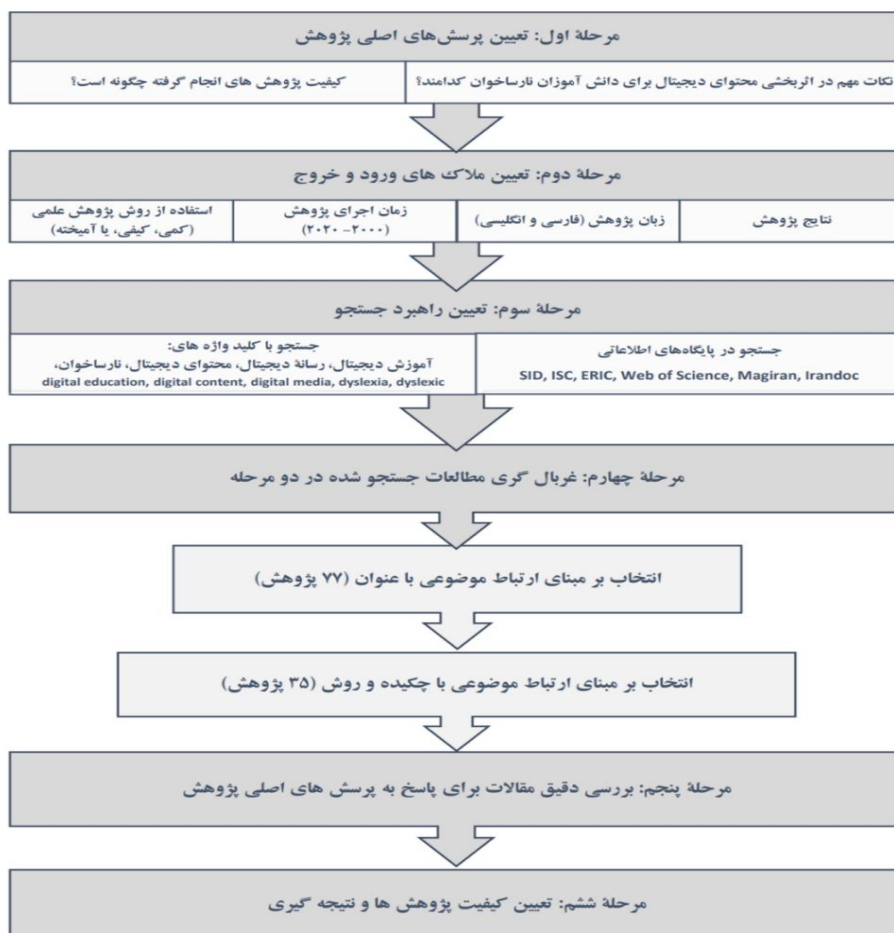 مرحلهٔ اول: تعیین پرسش‌های اصلی پژوهش
نکات مهم در اثربخشی محتوای دیجیتال برای دانش آموزان نارساخوان کدامند؟
کیفیت پژوهش های انجام گرفته چگونه است؟
مرحلهٔ دوم: تعیین ملاک های ورود و خروج
نتایج پژوهش
زبان پژوهش (فارسی و انگلیسی)
زمان اجرای پژوهش
(۲۰۰۰- ۲۰۲۰)
استفاده از روش پژوهش علمی
(کمی، کیفی، یا آمیخته)
مرحلهٔ سوم: تعیین راهبرد جستجو
جستجو در پایگاه‌های اطلاعاتی
SID, ISC, ERIC, Web of Science, Magiran, Irandoc
جستجو با کلید واژه های:
آموزش دیجیتال، رسانهٔ دیجیتال، محتوای دیجیتال، نارساخوان،
digital education, digital content, digital media, dyslexia, dyslexic
مرحلهٔ چهارم: غربال گری مطالعات جستجو شده در دو مرحله
انتخاب بر مبنای ارتباط موضوعی با عنوان (۷۷ پژوهش)
انتخاب بر مبنای ارتباط موضوعی با چکیده و روش (۳۵ پژوهش)
مرحلهٔ پنجم: بررسی دقیق مقالات برای پاسخ به پرسش های اصلی پژوهش
مرحلهٔ ششم: تعیین کیفیت پژوهش ها و نتیجه گیری